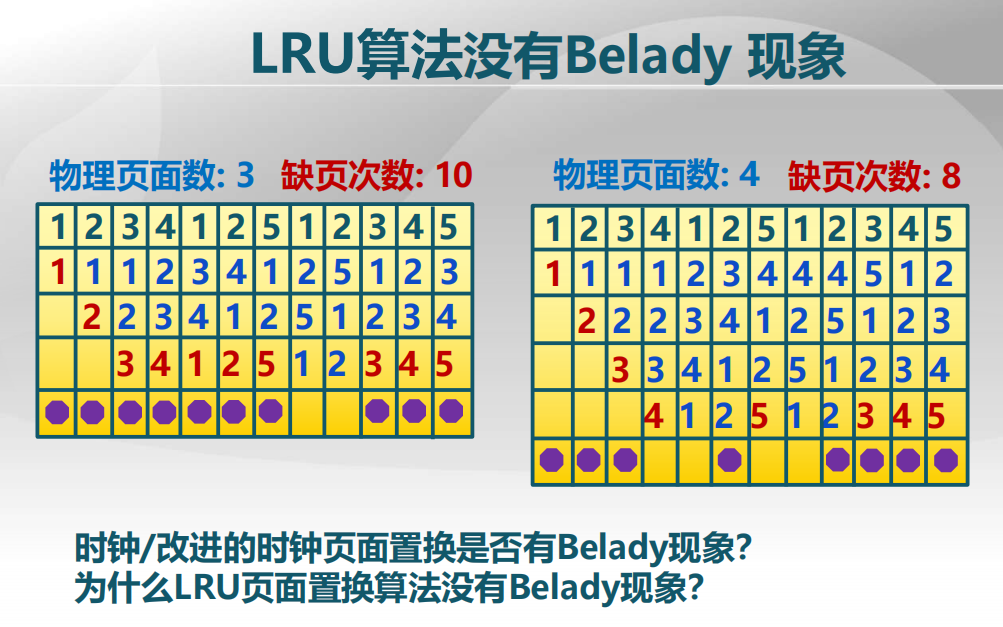 LRU算法没有Belady 现象
物理页面数: 3 缺页次数: 10
1 2 3 4 1 2 5 1 2 3 4 5
1 1 1 2 3 4 1 2 5 1 2 3
2 2 3 4 1 2 5 1 2 3 4
3 4 1 2 5 1 2 3 4 5
物理页面数: 4 缺页次数: 8
1 2 3 4 1 2 5 1 2 3 4 5
1 1 1 1 2 3 4 4 4 5 1 2
2 2 2 3 4 1 2 5 1 2 3
3 3 4 1 2 5 1 2 3 4
4 1 2 5 1 2 3 4 5
时钟/改进的时钟页面置换是否有Belady现象?
为什么LRU页面置换算法没有Belady现象?